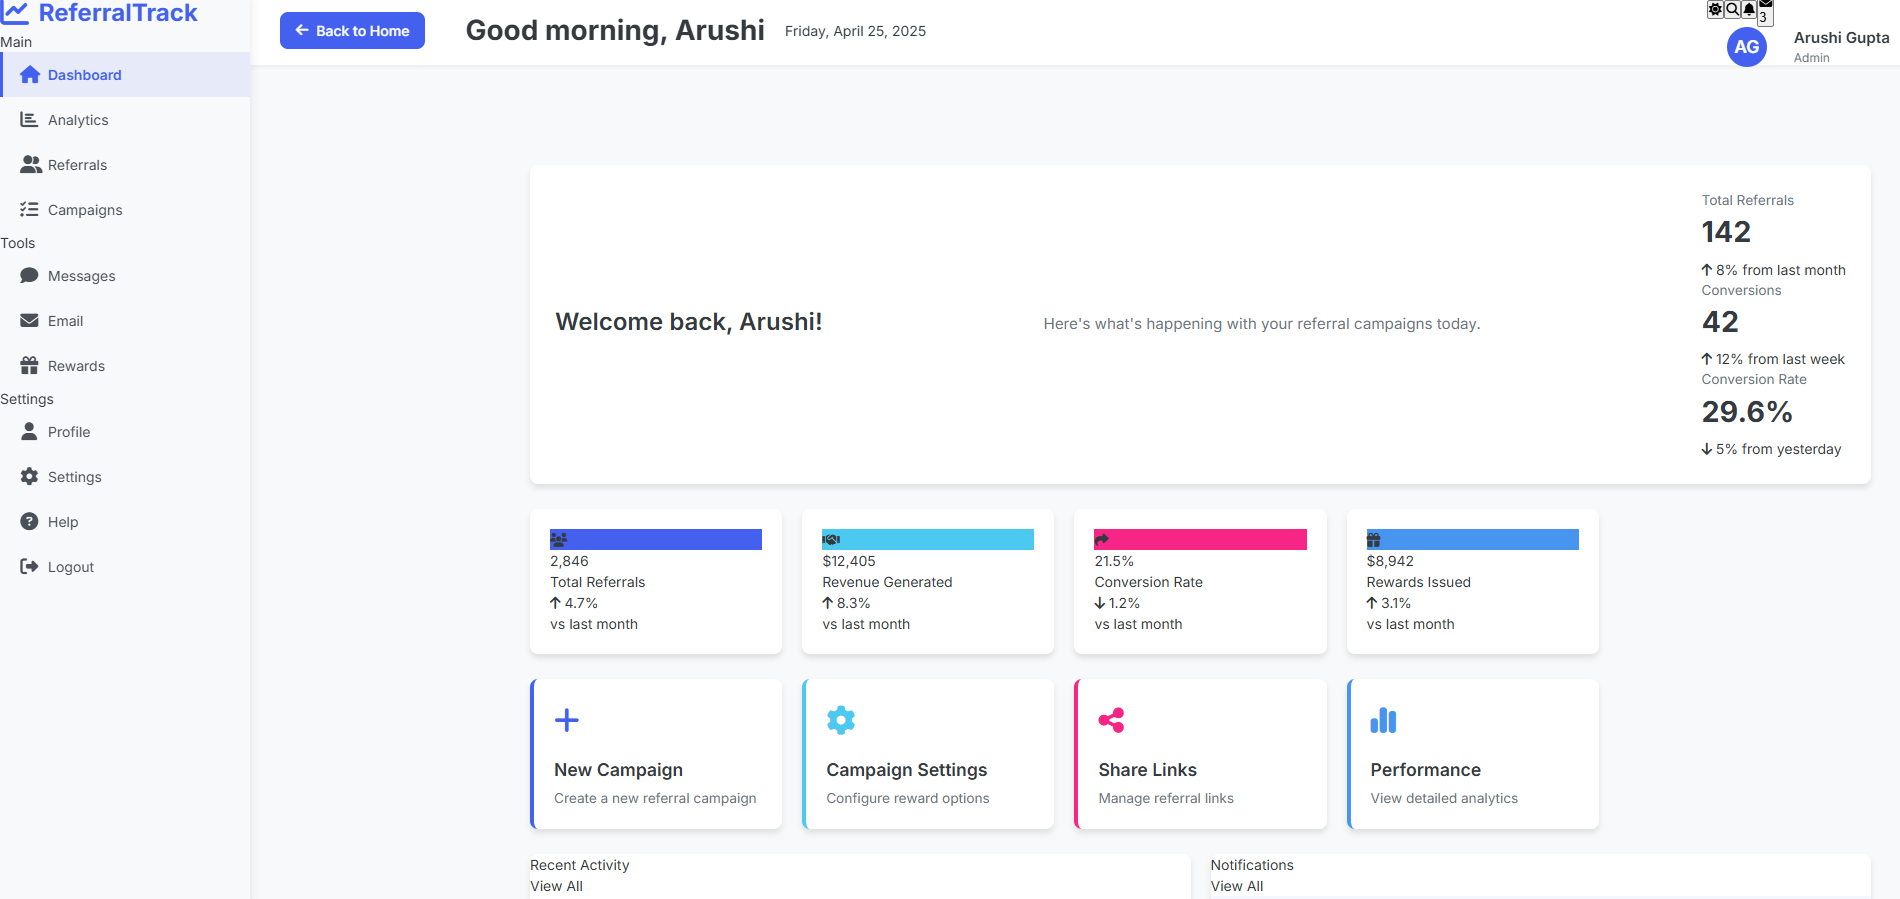 ReferralTrack
Main
Dashboard
Analytics
Referrals
Campaigns
Tools
Messages
Email
Rewards
Settings
Profile
Settings
Help
Logout
Back to Home
Good morning, Arushi
Friday, April 25, 2025
3
AG
Arushi Gupta
Admin
Welcome back, Arushi!
Here's what's happening with your referral campaigns today.
Total Referrals
142
8% from last month
Conversions
42
12% from last week
Conversion Rate
29.6%
5% from yesterday
2,846
Total Referrals
4.7%
vs last month
$12,405
Revenue Generated
8.3%
vs last month
21.5%
Conversion Rate
1.2%
vs last month
$8,942
Rewards Issued
3.1%
vs last month
New Campaign
Create a new referral campaign
Campaign Settings
Configure reward options
Share Links
Manage referral links
Performance
View detailed analytics
Recent Activity
View All
Notifications
View All